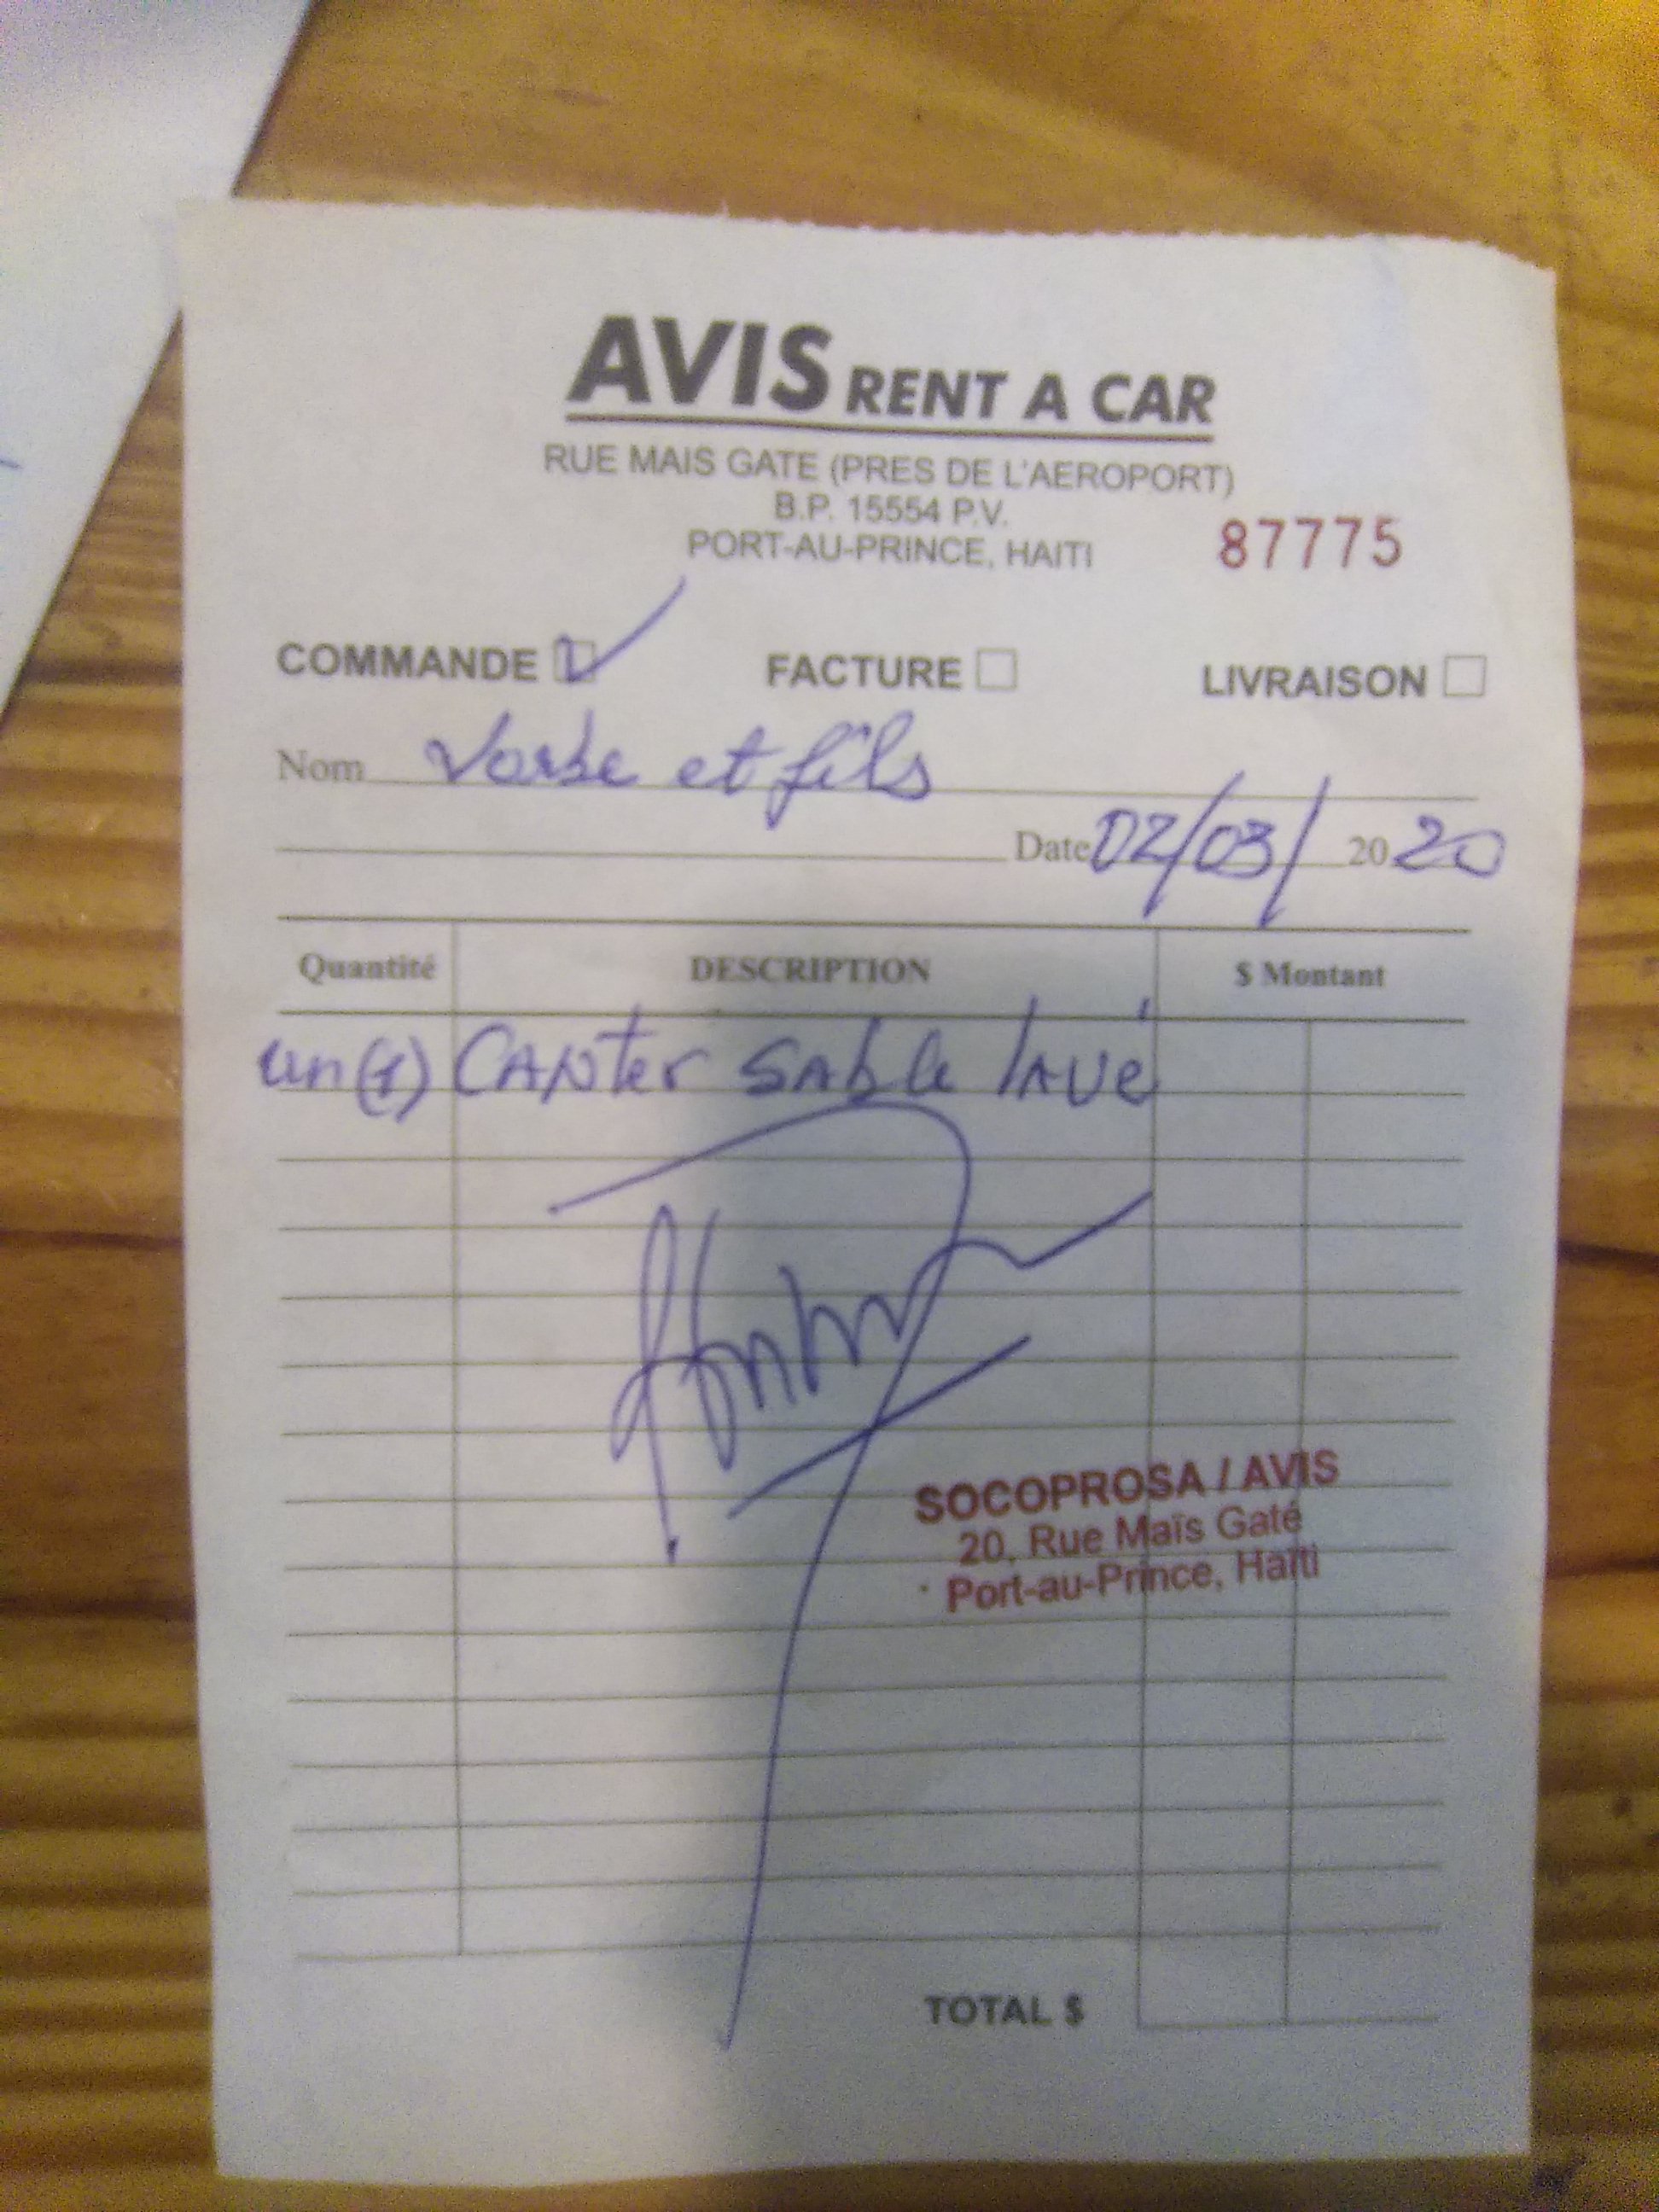 AVIS RENT A CAR
RUE MAIS GATE (PRES DE L'AEROPORT)
B.P. 15554 P.V.
PORT-AU-PRINCE, HAITI
87775
COMMANDE FACTURE LIVRAISON
Nom Vorbe et fils
Date 02/03/ 20 20
Quantité DESCRIPTION $ Montant
un(1) CANter SAble lAvé
SOCOPROSA / AVIS
20, Rue Maïs Gaté
Port-au-Prince, Haïti
TOTAL $